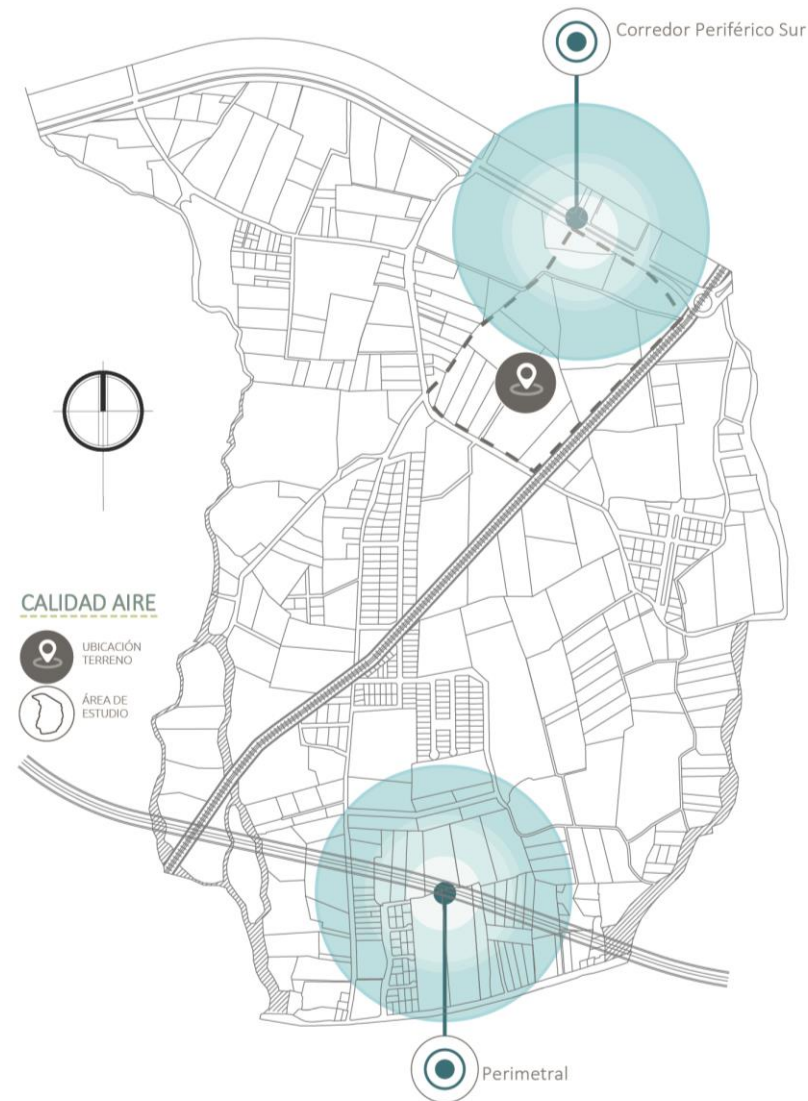 Corredor Periférico Sur
CALIDAD AIRE
UBICACIÓN
TERRENO
ÁREA DE
ESTUDIO
Perimetral